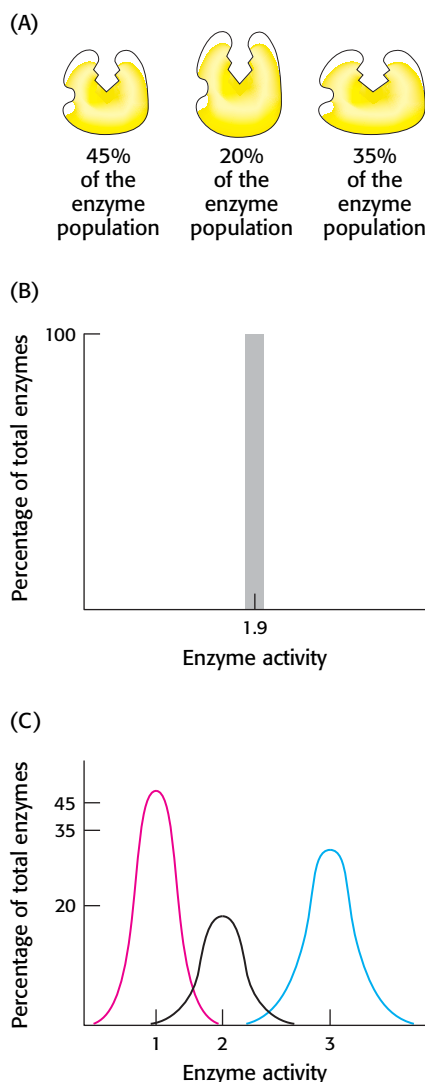 (A)
45%
of the
enzyme
population
20%
of the
enzyme
population
35%
of the
enzyme
population
(B)
Percentage of total enzymes
100
1.9
Enzyme activity
(C)
Percentage of total enzymes
45
35
20
1 2 3
Enzyme activity